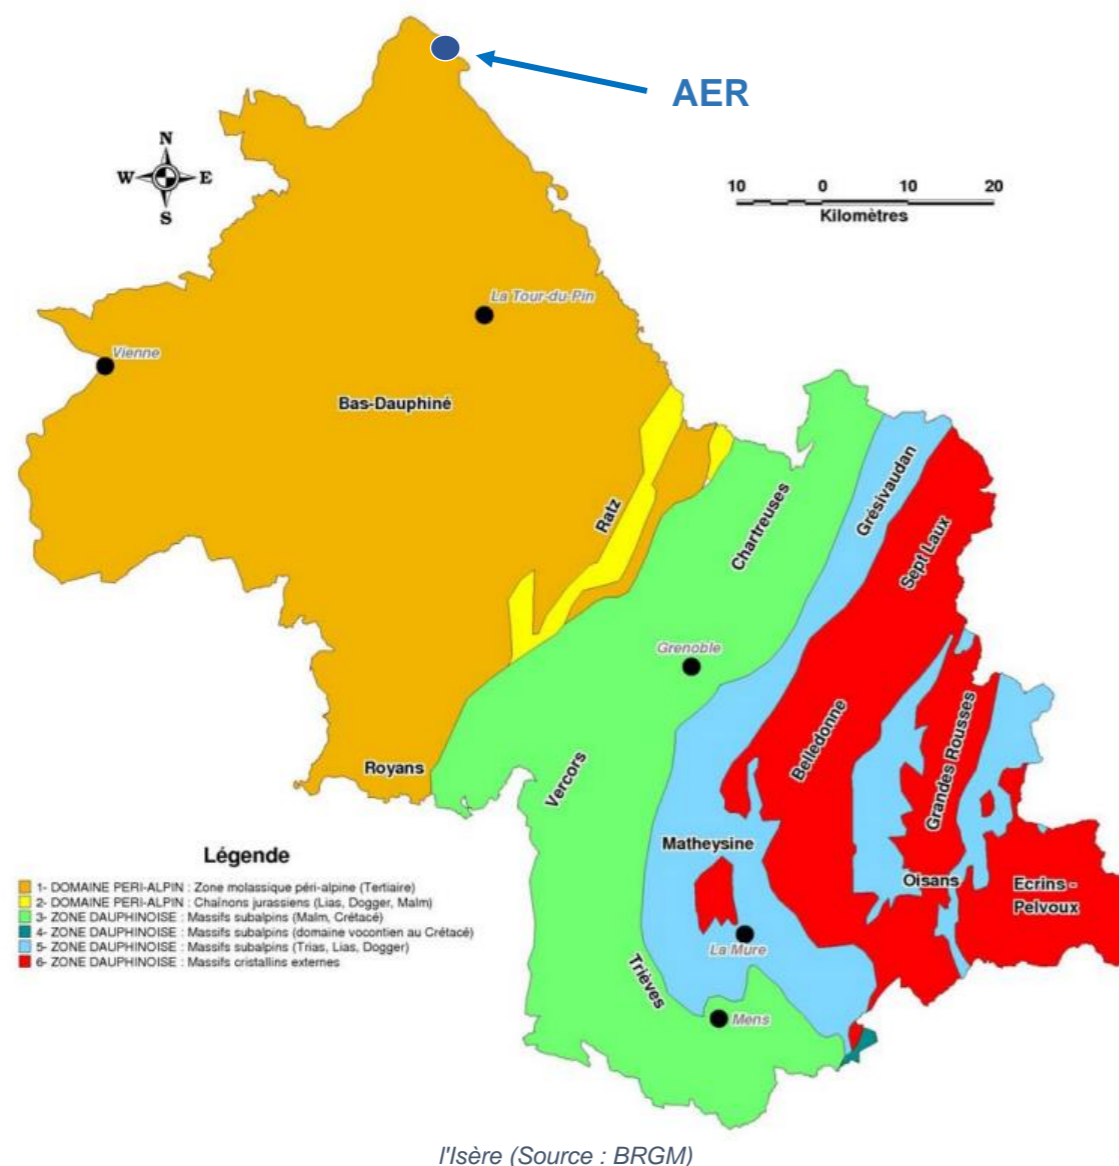 AER
N
W E
S
10 0 10 20
Kilomètres
La Tour-du-Pin
Vienne
Bas-Dauphiné
Ratz
Chartreuses
Grésivaudan
Sept Laux
Grenoble
Royans
Vercors
Belledonne
Grandes Rousses
Matheysine
Oisans
Ecrins -
Pelvoux
La Mure
Trièves
Mens
Légende
1- DOMAINE PERI-ALPIN : Zone molassique péri-alpine (Tertiaire)
2- DOMAINE PERI-ALPIN : Chaînons jurassiens (Lias, Dogger, Malm)
3- ZONE DAUPHINOISE : Massifs subalpins (Malm, Crétacé)
4- ZONE DAUPHINOISE : Massifs subalpins (domaine vocontien au Crétacé)
5- ZONE DAUPHINOISE : Massifs subalpins (Trias, Lias, Dogger)
6- ZONE DAUPHINOISE : Massifs cristallins externes
l'Isère (Source : BRGM)